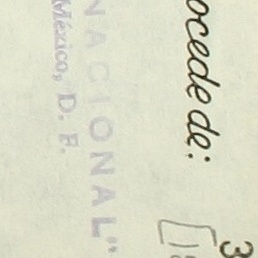 ocede de:
NACIONAL"
México, D. F.